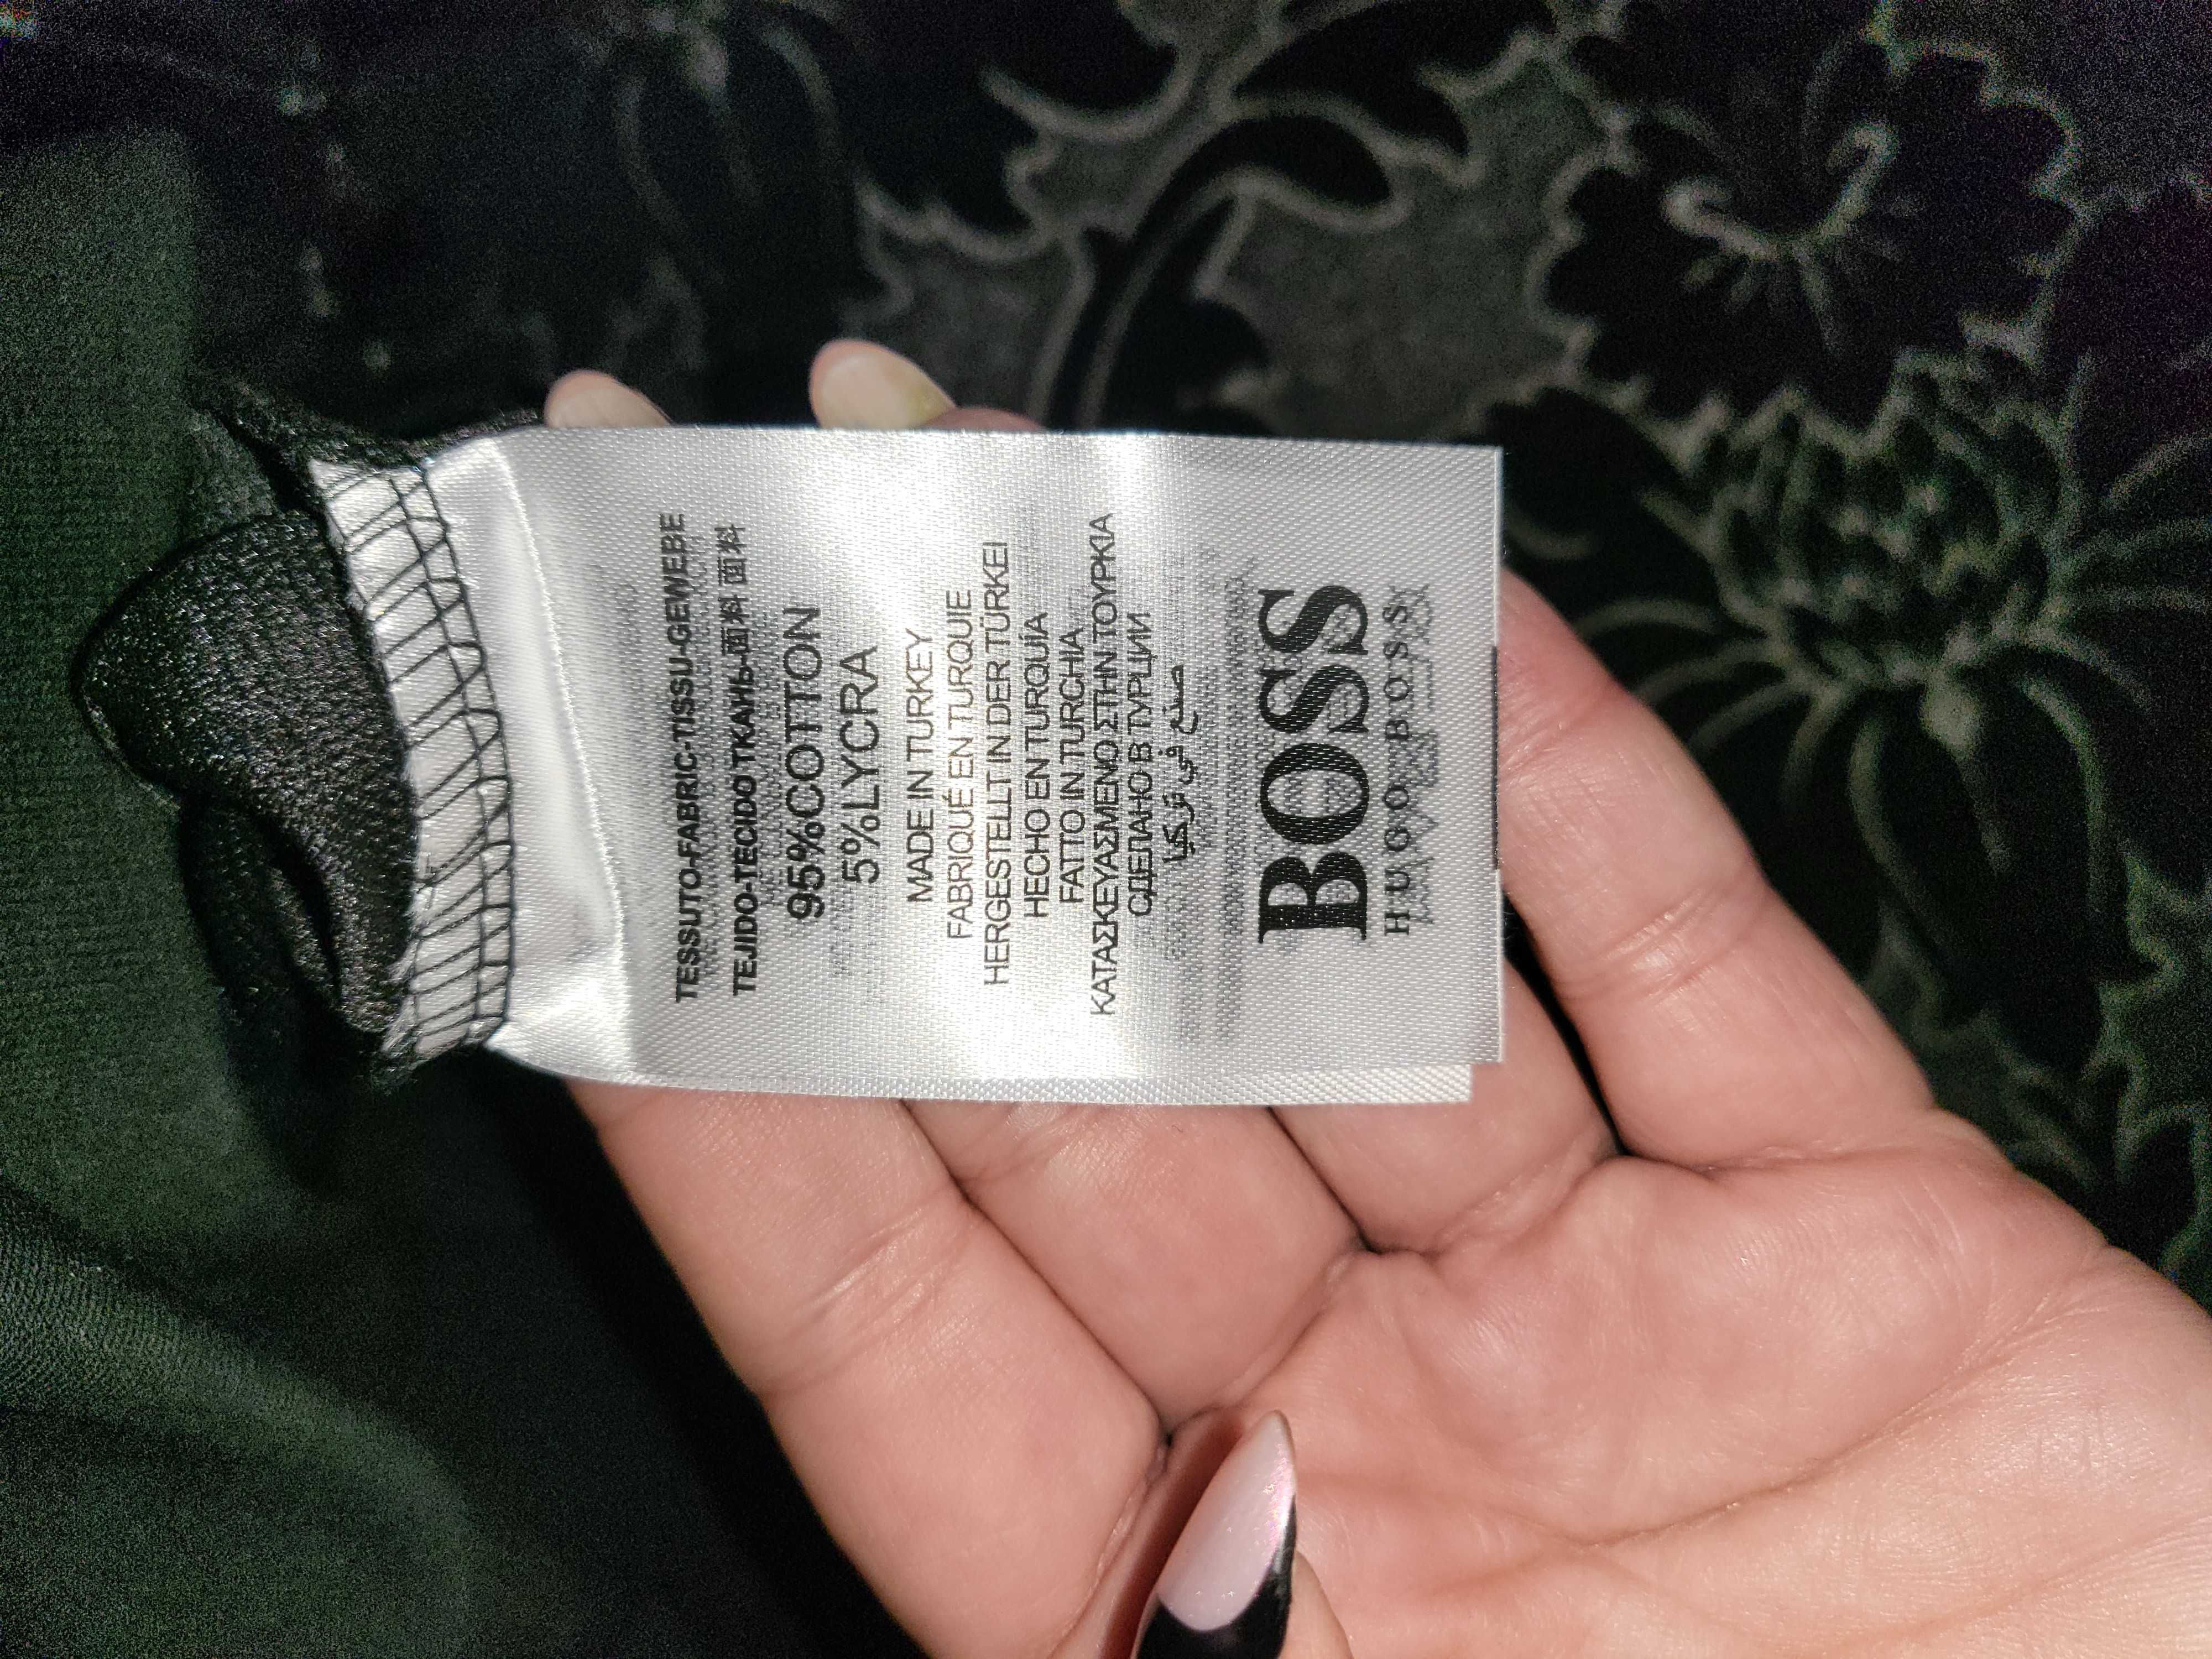 TESSUTO-FABRIC-TISSU-GEWEBE
TEJIDO-TECIDO ТКАНЬ-面料 面料
95%COTTON
5%LYCRA
MADE IN TURKEY
FABRIQUÉ EN TURQUIE
HERGESTELLT IN DER TÜRKEI
HECHO EN TURQUÍA
FATTO IN TURCHIA
ΚΑΤΑΣΚΕΥΑΣΜΕΝΟ ΣΤΗΝ ΤΟΥΡΚΙΑ
СДЕЛАНО В ТУРЦИИ
صنع في تركيا
BOSS
HUGO BOSS